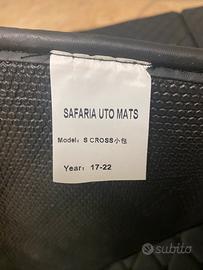 SAFARIA UTO MATS
Model: S CROSS小包
Year: 17-22
subito